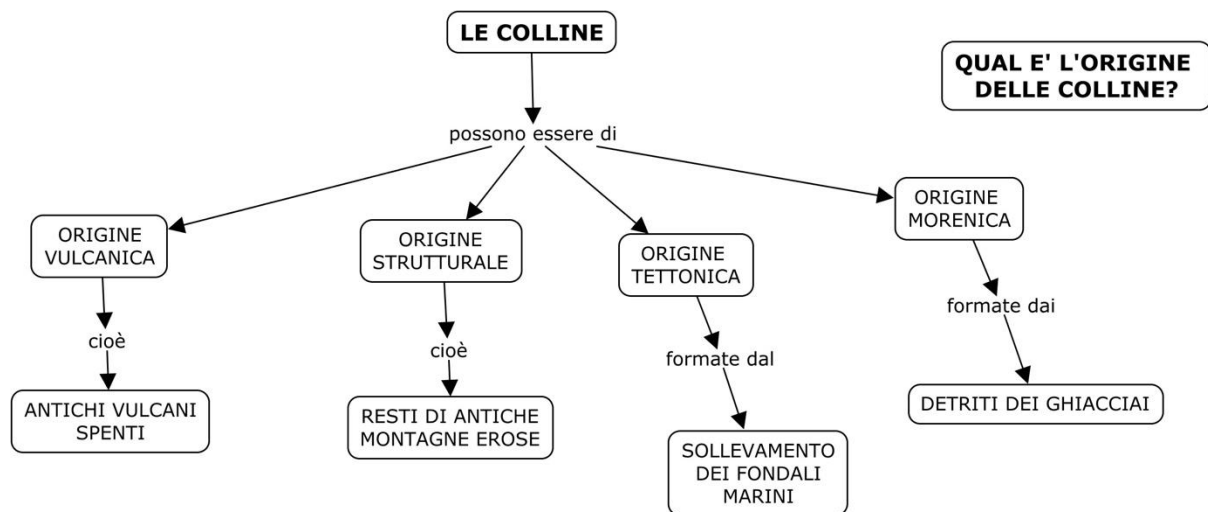 LE COLLINE
QUAL E' L'ORIGINE
DELLE COLLINE?
possono essere di
ORIGINE
VULCANICA
cioè
ANTICHI VULCANI
SPENTI
ORIGINE
STRUTTURALE
cioè
RESTI DI ANTICHE
MONTAGNE EROSE
ORIGINE
TETTONICA
formate dal
SOLLEVAMENTO
DEI FONDALI
MARINI
ORIGINE
MORENICA
formate dai
DETRITI DEI GHIACCIAI